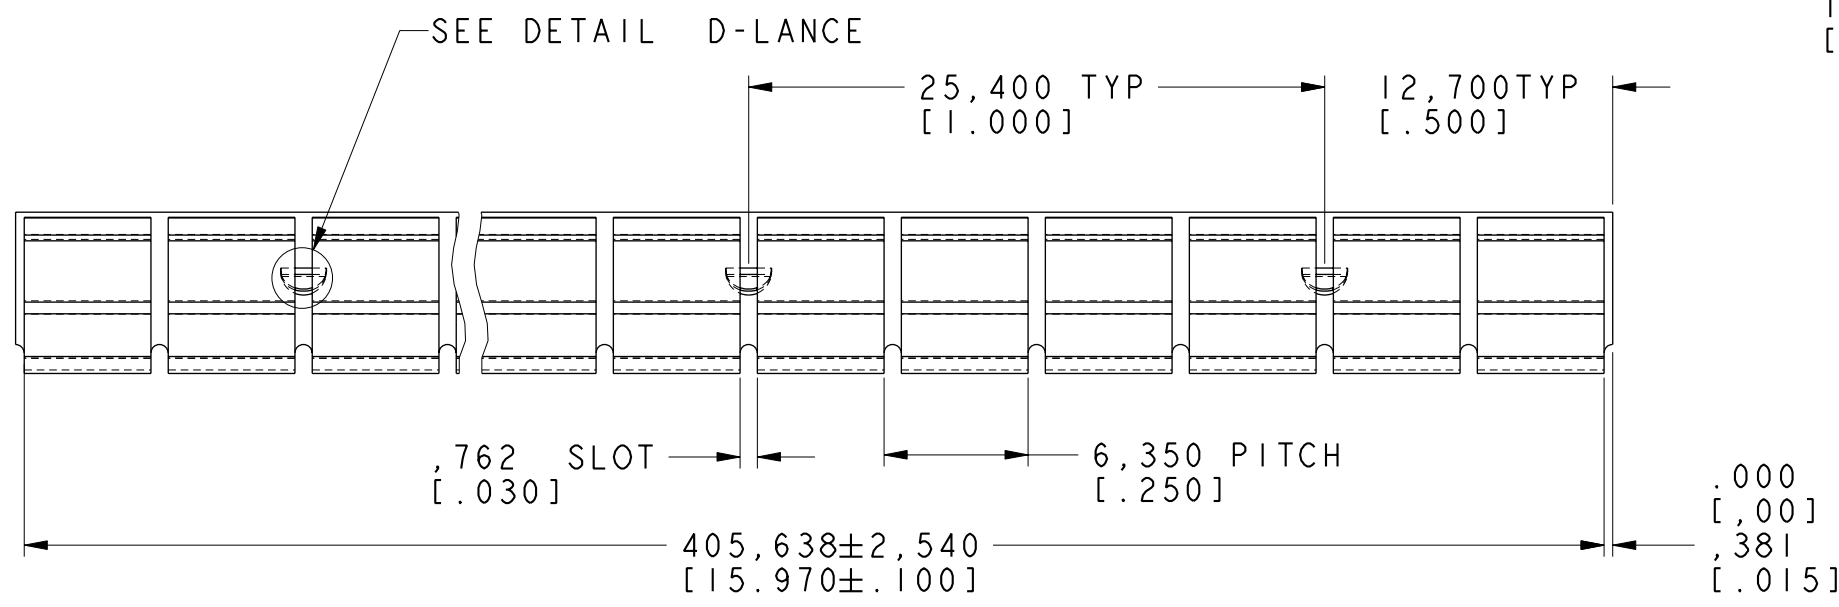 SEE DETAIL D-LANCE
25,400 TYP
[1.000]
12,700TYP
[.500]
[
,762 SLOT
[.030]
6,350 PITCH
[.250]
405,638±2,540
[15.970±.100]
.000
[,00]
,381
[.015]